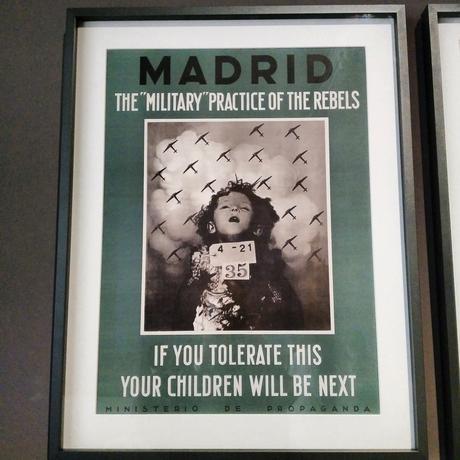 MADRID
THE "MILITARY" PRACTICE OF THE REBELS
4 -21
35
IF YOU TOLERATE THIS
YOUR CHILDREN WILL BE NEXT
MINISTERIO DE PROPAGANDA